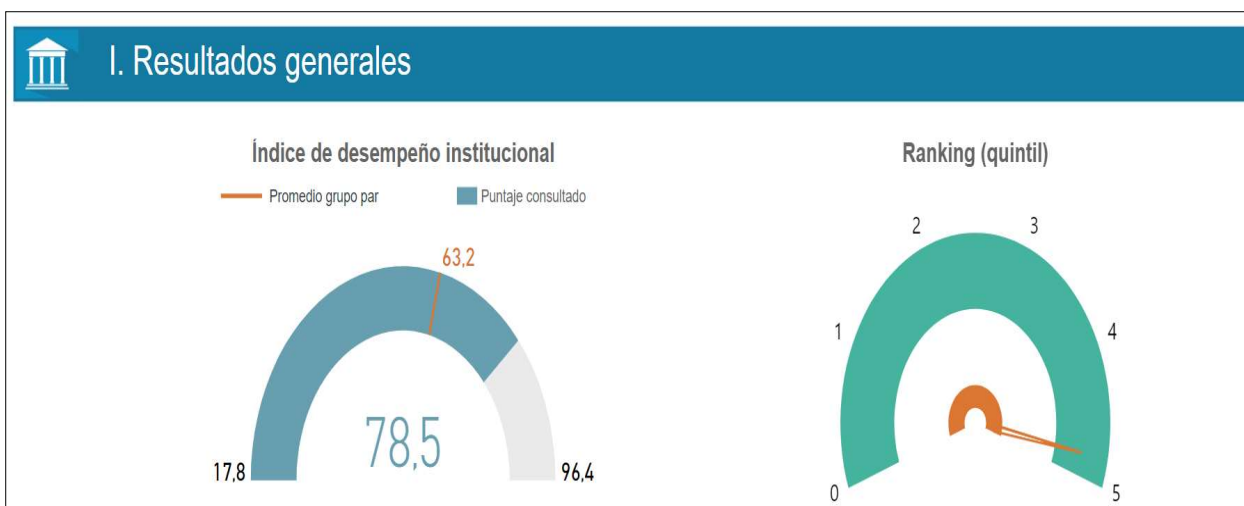 I. Resultados generales
Índice de desempeño institucional
Promedio grupo par
Puntaje consultado
63,2
78,5
17,8
96,4
Ranking (quintil)
2
3
1
4
0
5